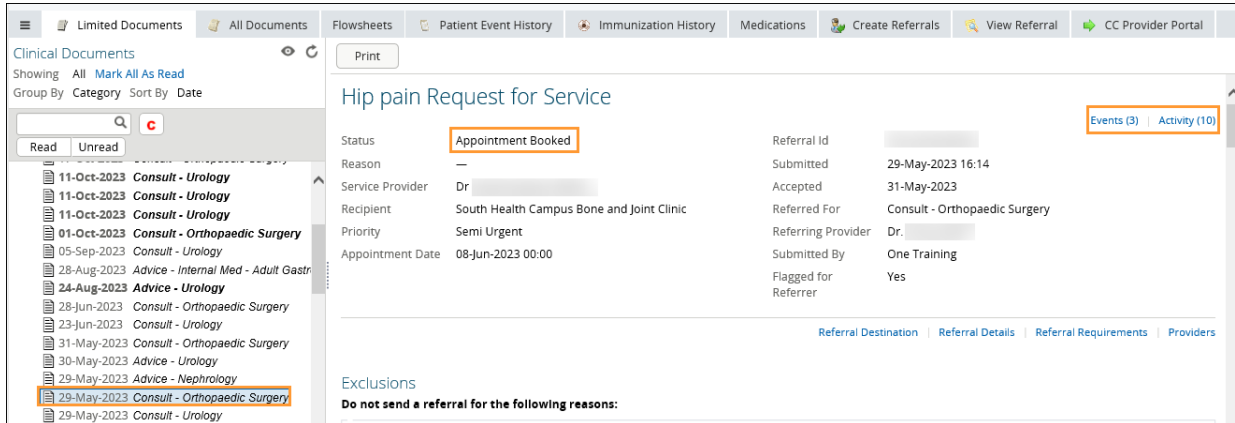 Limited Documents All Documents Flowsheets Patient Event History Immunization History Medications Create Referrals View Referral CC Provider Portal
Clinical Documents
Showing All Mark All As Read
Group By Category Sort By Date
C
Read Unread
11-Oct-2023 Consult - Urology
11-Oct-2023 Consult - Urology
11-Oct-2023 Consult - Urology
01-Oct-2023 Consult - Orthopaedic Surgery
05-Sep-2023 Consult - Urology
28-Aug-2023 Advice - Internal Med - Adult Gastr
24-Aug-2023 Advice - Urology
28-Jun-2023 Consult - Orthopaedic Surgery
23-Jun-2023 Consult - Urology
31-May-2023 Consult - Orthopaedic Surgery
30-May-2023 Advice - Urology
29-May-2023 Advice - Nephrology
29-May-2023 Consult - Orthopaedic Surgery
29-May-2023 Consult - Urology
Print
Hip pain Request for Service
Events (3) | Activity (10)
Status Appointment Booked
Reason —
Service Provider Dr
Recipient South Health Campus Bone and Joint Clinic
Priority Semi Urgent
Appointment Date 08-Jun-2023 00:00
Referral Id
Submitted 29-May-2023 16:14
Accepted 31-May-2023
Referred For Consult - Orthopaedic Surgery
Referring Provider Dr.
Submitted By One Training
Flagged for Yes
Referrer
Referral Destination | Referral Details | Referral Requirements | Providers
Exclusions
Do not send a referral for the following reasons: